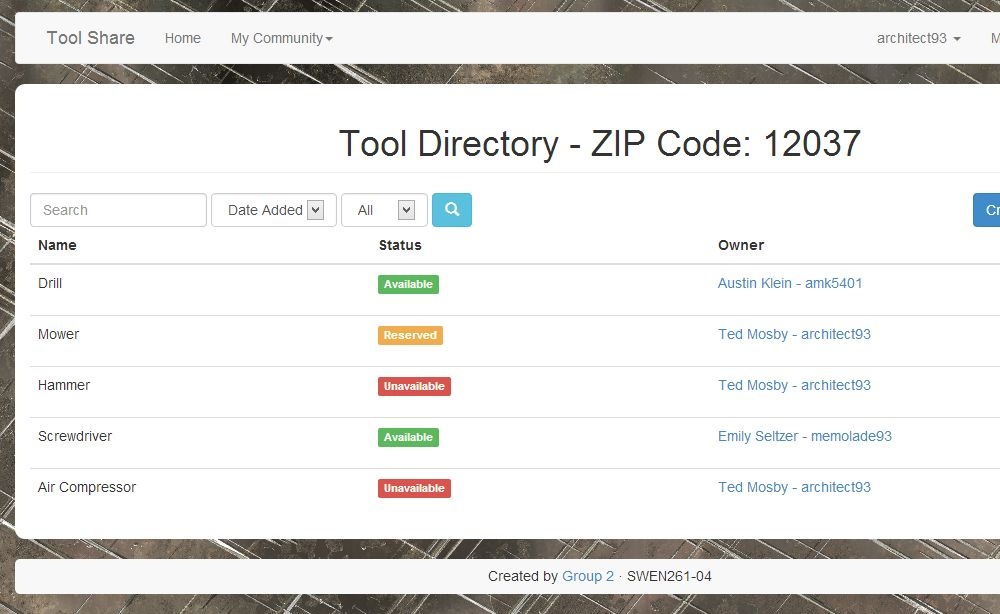 Tool Share Home My Community architect93 M
Tool Directory - ZIP Code: 12037
Search Date Added All Cr
Name Status Owner
Drill Available Austin Klein - amk5401
Mower Reserved Ted Mosby - architect93
Hammer Unavailable Ted Mosby - architect93
Screwdriver Available Emily Seltzer - memolade93
Air Compressor Unavailable Ted Mosby - architect93
Created by Group 2 · SWEN261-04